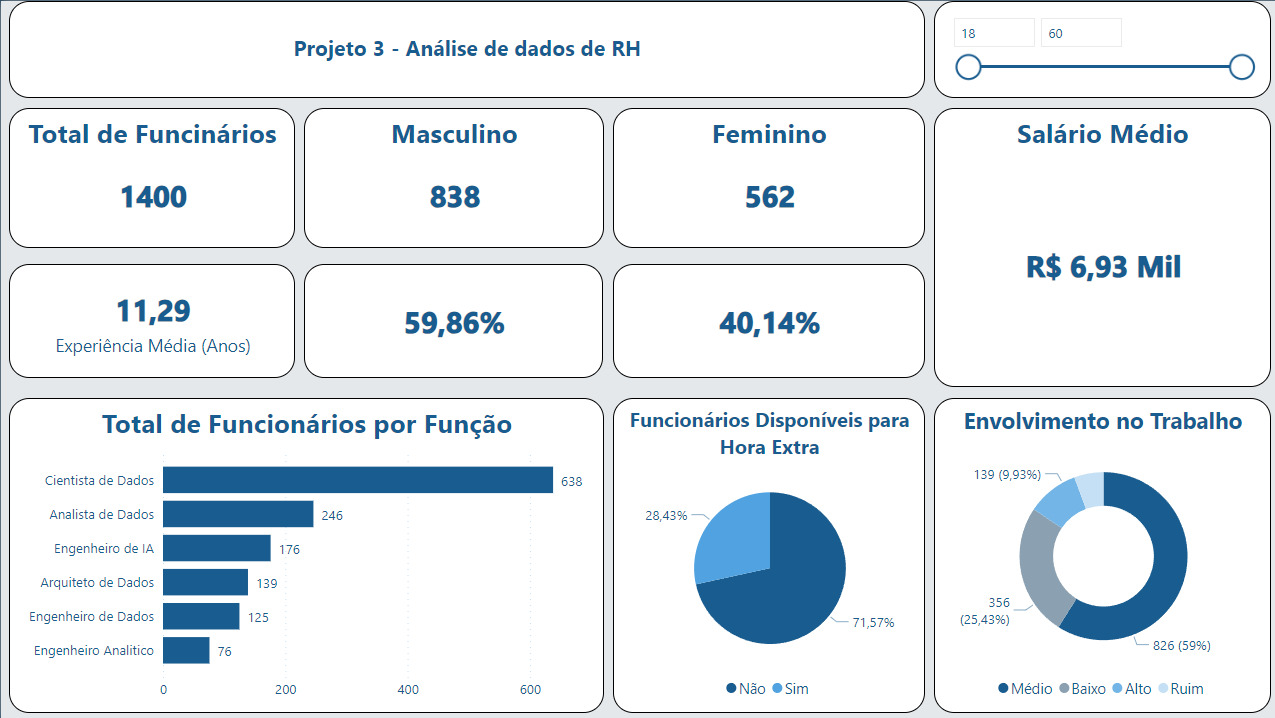 Projeto 3 - Análise de dados de RH
18
60
Total de Funcinários
1400
Masculino
838
Feminino
562
Salário Médio
R$ 6,93 Mil
11,29
Experiência Média (Anos)
59,86%
40,14%
Total de Funcionários por Função
Cientista de Dados
638
Analista de Dados
246
Engenheiro de IA
176
Arquiteto de Dados
139
Engenheiro de Dados
125
Engenheiro Analitico
76
0
200
400
600
Funcionários Disponíveis para
Hora Extra
28,43%
71,57%
Não
Sim
Envolvimento no Trabalho
139 (9,93%)
356
(25,43%)
826 (59%)
Médio
Baixo
Alto
Ruim